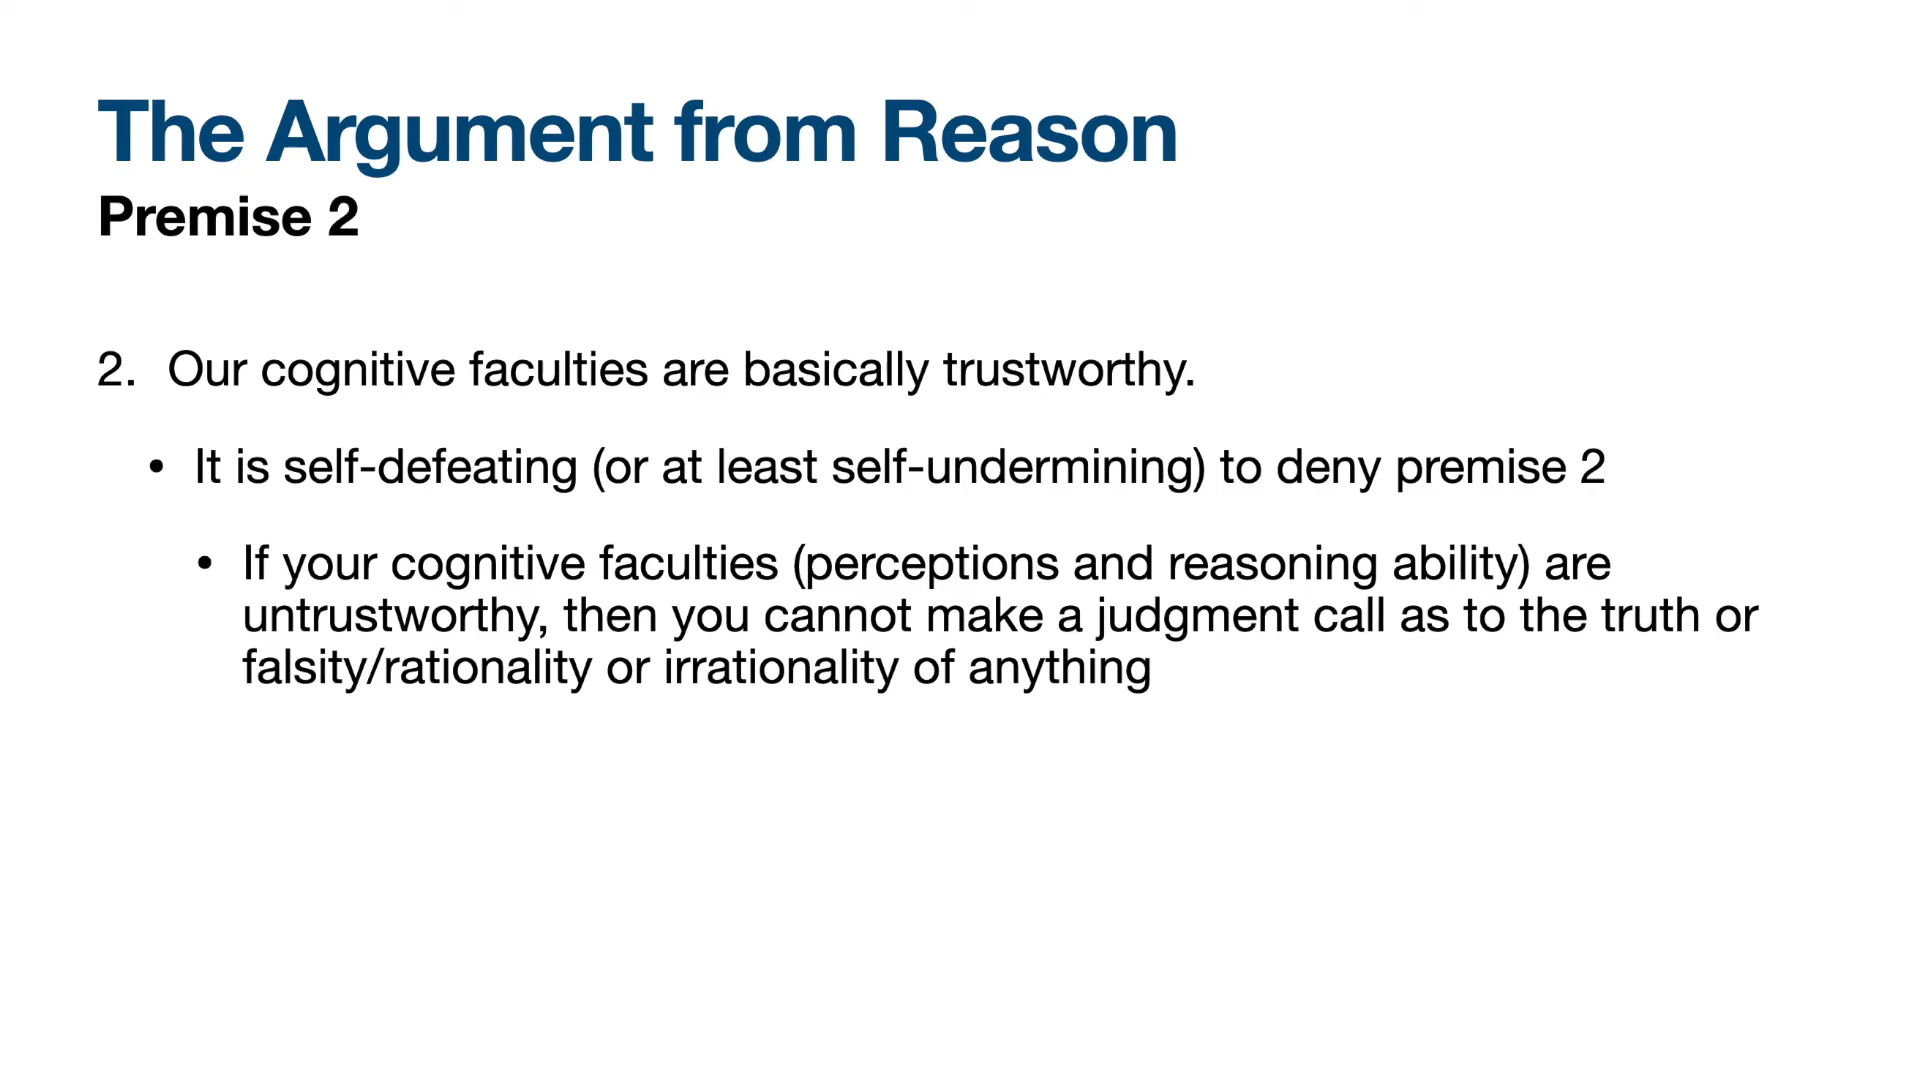 The Argument from Reason
Premise 2
2. Our cognitive faculties are basically trustworthy.
• It is self-defeating (or at least self-undermining) to deny premise 2
• If your cognitive faculties (perceptions and reasoning ability) are
untrustworthy, then you cannot make a judgment call as to the truth or
falsity/rationality or irrationality of anything